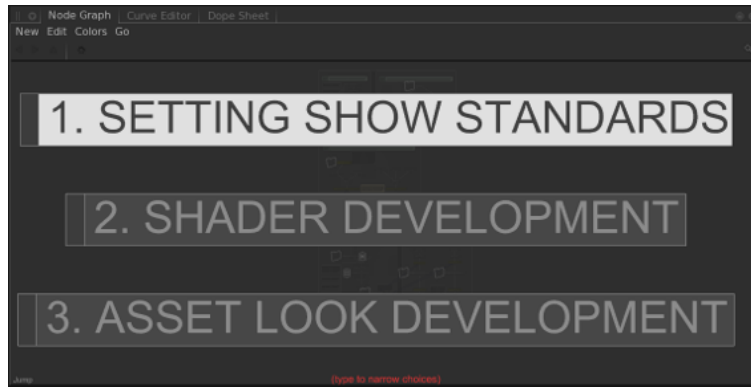 Node Graph Curve Editor Dope Sheet
New Edit Colors Go
1. SETTING SHOW STANDARDS
2. SHADER DEVELOPMENT
3. ASSET LOOK DEVELOPMENT
Jump (type to narrow choices)